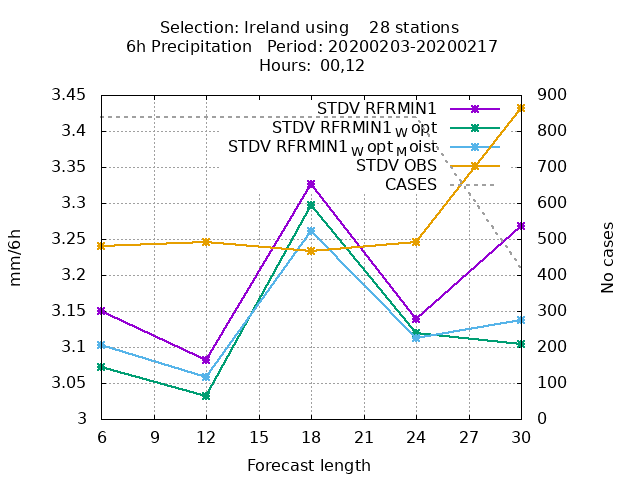 Selection: Ireland using    28 stations
6h Precipitation   Period: 20200203-20200217
Hours:  00,12
3.45
3.4
3.35
3.3
3.25
3.2
3.15
3.1
3.05
3
900
800
700
600
500
400
300
200
100
0
STDV RFRMIN1
STDV RFRMIN1 W opt
STDV RFRMIN1 W opt M oist
STDV OBS
CASES
mm/6h
No cases
6 9 12 15 18 21 24 27 30
Forecast length